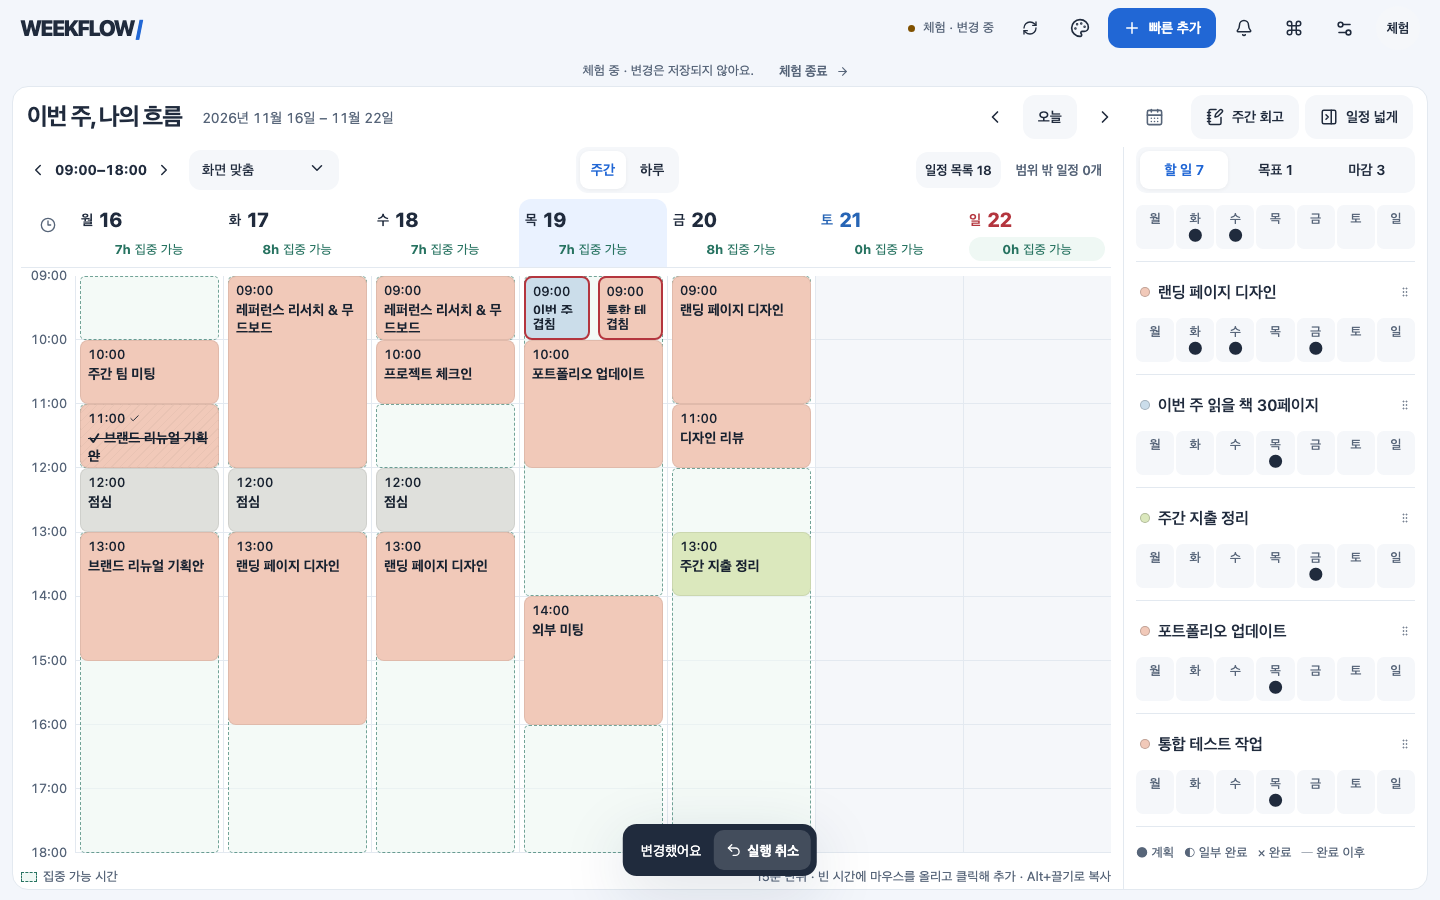 WEEKFLOW/
체험 · 변경 중
빠른 추가
체험
체험 중 · 변경은 저장되지 않아요.
체험 종료 →
이번 주, 나의 흐름
2026년 11월 16일 – 11월 22일
오늘
주간 회고
일정 넓게
09:00–18:00
화면 맞춤
주간
하루
일정 목록 18
범위 밖 일정 0개
할 일 7
목표 1
마감 3
월 16
7h 집중 가능
화 17
8h 집중 가능
수 18
7h 집중 가능
목 19
7h 집중 가능
금 20
8h 집중 가능
토 21
0h 집중 가능
일 22
0h 집중 가능
09:00
10:00
11:00
12:00
13:00
14:00
15:00
16:00
17:00
18:00
10:00
주간 팀 미팅
11:00 ✓
✓ 브랜드 리뉴얼 기획
안
12:00
점심
13:00
브랜드 리뉴얼 기획안
09:00
레퍼런스 리서치 & 무
드보드
12:00
점심
13:00
랜딩 페이지 디자인
09:00
레퍼런스 리서치 & 무
드보드
10:00
프로젝트 체크인
12:00
점심
13:00
랜딩 페이지 디자인
09:00
이번 주
겹침
09:00
통합 테
겹침
10:00
포트폴리오 업데이트
14:00
외부 미팅
09:00
랜딩 페이지 디자인
11:00
디자인 리뷰
13:00
주간 지출 정리
월 화 수 목 금 토 일
랜딩 페이지 디자인
월 화 수 목 금 토 일
이번 주 읽을 책 30페이지
월 화 수 목 금 토 일
주간 지출 정리
월 화 수 목 금 토 일
포트폴리오 업데이트
월 화 수 목 금 토 일
통합 테스트 작업
월 화 수 목 금 토 일
계획 일부 완료 × 완료 — 완료 이후
집중 가능 시간
변경했어요
실행 취소
15분 단위 · 빈 시간에 마우스를 올리고 클릭해 추가 · Alt+끌기로 복사